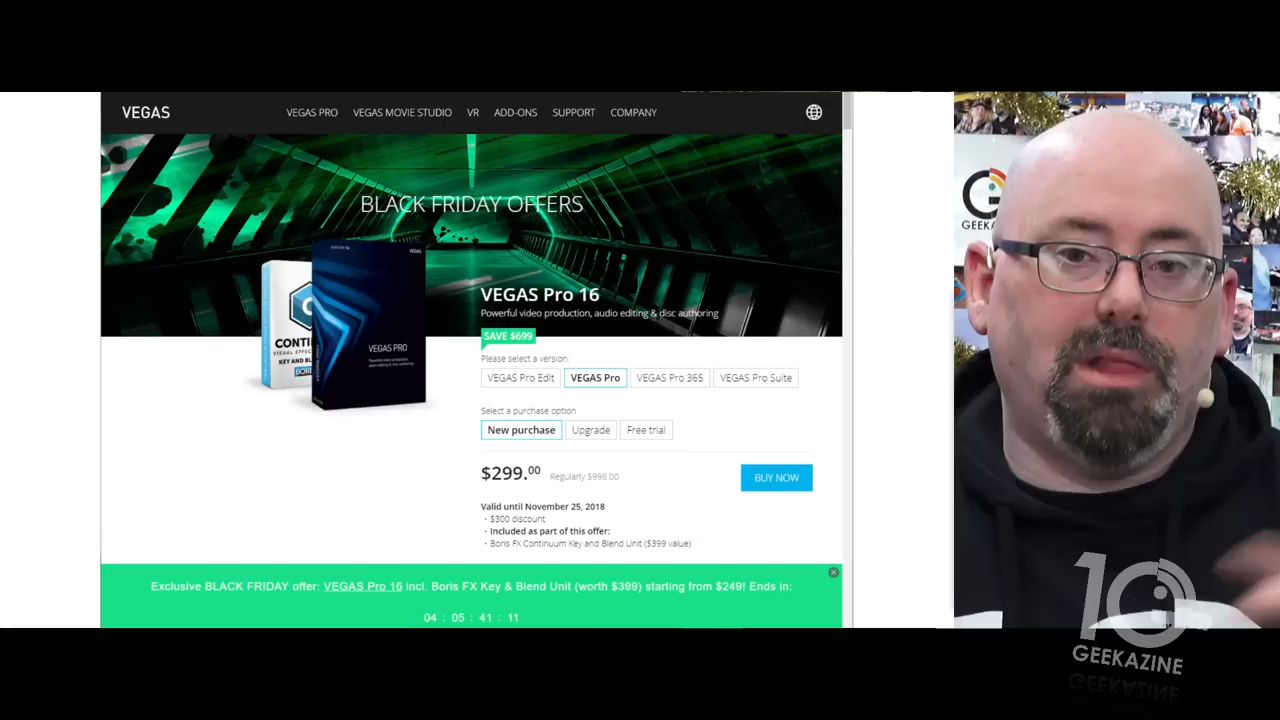 VEGAS
VEGAS PRO VEGAS MOVIE STUDIO VR ADD-ONS SUPPORT COMPANY
BLACK FRIDAY OFFERS
VEGAS
VEGAS PRO
KEY AND
VEGAS Pro 16
Powerful video production, audio editing & disc authoring
SAVE $699
Please select a version:
VEGAS Pro Edit VEGAS Pro VEGAS Pro 365 VEGAS Pro Suite
Select a purchase option
New purchase Upgrade Free trial
$299.00 Regularly $998.00
BUY NOW
Valid until November 25, 2018
· $300 discount
· Included as part of this offer:
· Boris FX Continuum Key and Blend Unit ($399 value)
Exclusive BLACK FRIDAY offer: VEGAS Pro 16 incl. Boris FX Key & Blend Unit (worth $399) starting from $249! Ends in:
04 : 05 : 41 : 11
10
GEEKAZINE